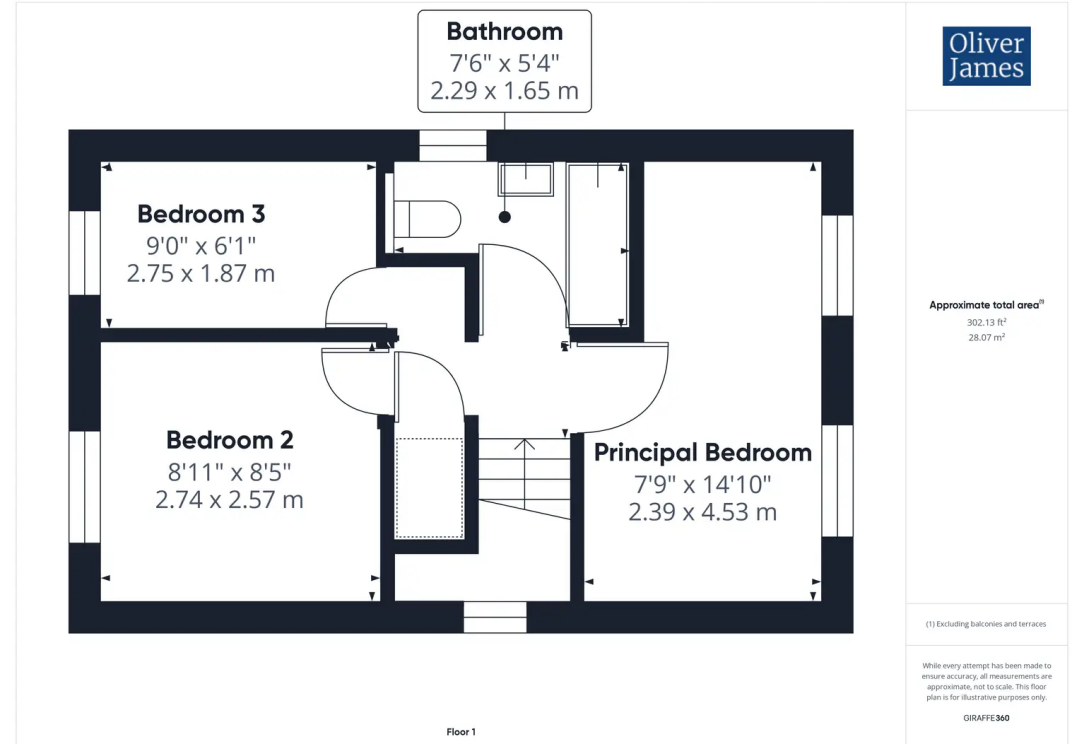 Bathroom
7'6" x 5'4"
2.29 x 1.65 m
Bedroom 3
9'0" x 6'1"
2.75 x 1.87 m
Bedroom 2
8'11" x 8'5"
2.74 x 2.57 m
Principal Bedroom
7'9" x 14'10"
2.39 x 4.53 m
Floor 1
Oliver
James
Approximate total area⁽¹⁾
302.13 ft²
28.07 m²
(1) Excluding balconies and terraces
While every attempt has been made to
ensure accuracy, all measurements are
approximate, not to scale. This floor
plan is for illustrative purposes only.
GIRAFFE360